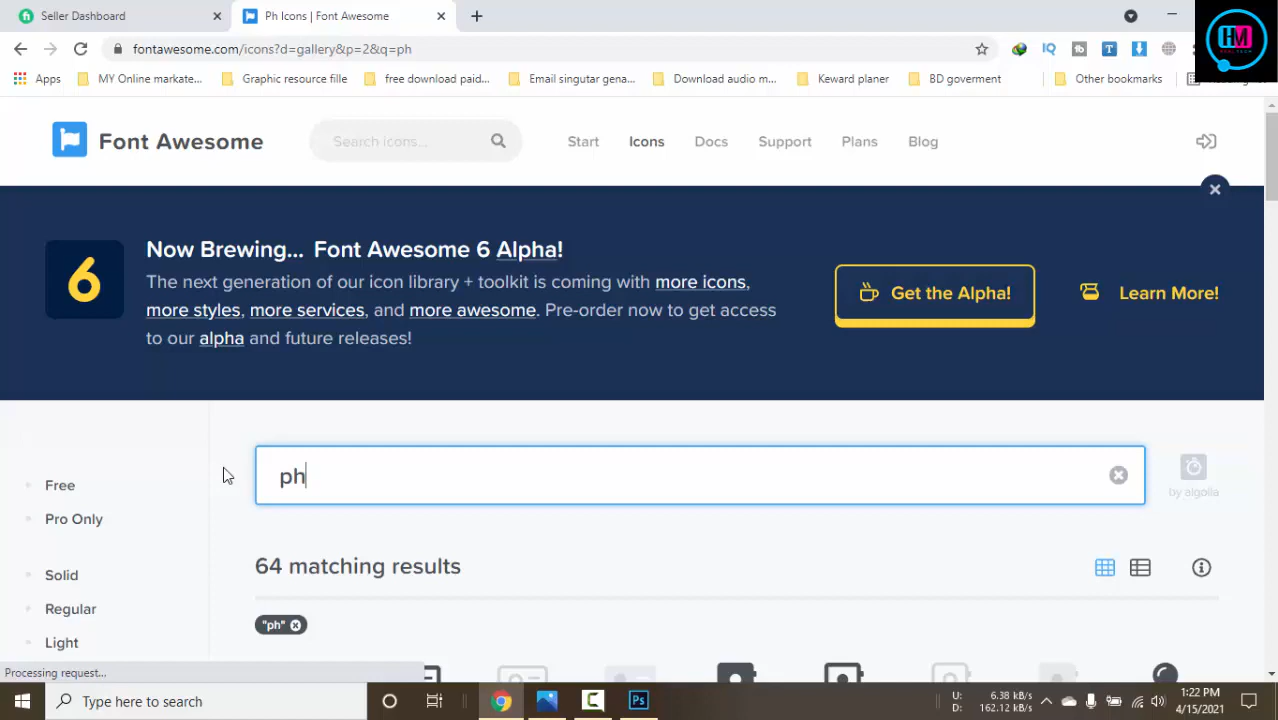 Seller Dashboard
Ph Icons | Font Awesome
fontawesome.com/icons?d=gallery&p=2&q=ph
IQ
Apps
MY Online markate...
Graphic resource fille
free download paid...
Email singutar gena...
Download audio m...
Keward planer
BD goverment
Other bookmarks
HM
Font Awesome
Search icons...
Start
Icons
Docs
Support
Plans
Blog
6
Now Brewing... Font Awesome 6 Alpha!
The next generation of our icon library + toolkit is coming with more icons,
more styles, more services, and more awesome. Pre-order now to get access
to our alpha and future releases!
Get the Alpha!
Learn More!
ph
by algolia
Free
Pro Only
Solid
Regular
Light
64 matching results
"ph"
Processing request...
Type here to search
U: 6.38 kB/s
D: 162.12 kB/s
1:22 PM
4/15/2021